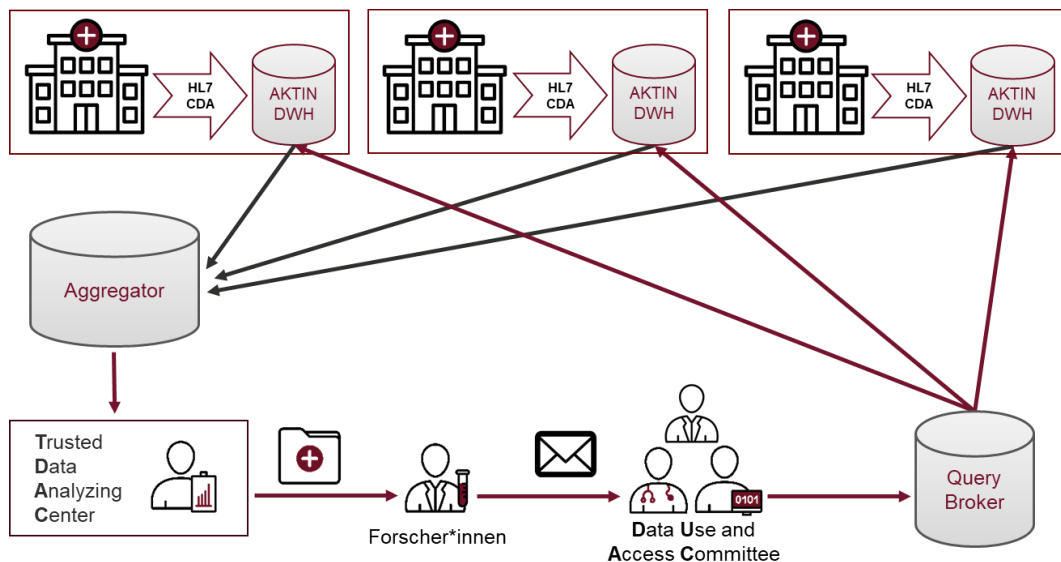 HL7
CDA
AKTIN
DWH
HL7
CDA
AKTIN
DWH
HL7
CDA
AKTIN
DWH
Aggregator
Trusted
Data
Analyzing
Center
Forscher*innen
Data Use and
Access Committee
0101
Query
Broker